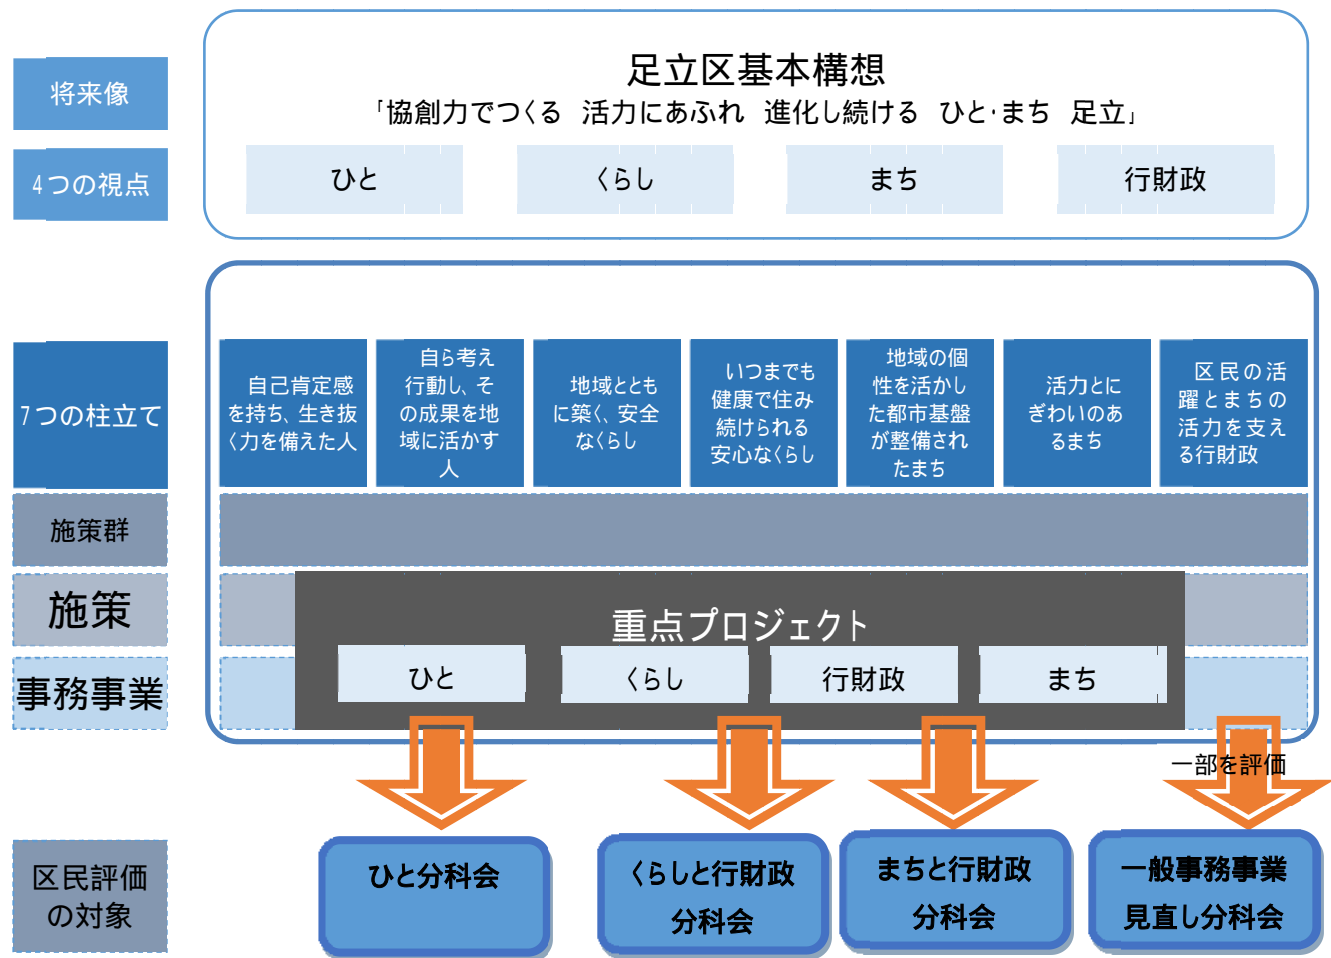 将来像
足立区基本構想
「協創力でつくる 活力にあふれ 進化し続ける ひと・まち 足立」
4つの視点
ひと
くらし
まち
行財政
7つの柱立て
自己肯定感
を持ち、生き抜
く力を備えた人
自ら考え
行動し、そ
の成果を地
域に活かす
人
地域ととも
に築く、安全
なくらし
いつまでも
健康で住み
続けられる
安心なくらし
地域の個
性を活かし
た都市基盤
が整備され
たまち
活力とに
ぎわいのあ
るまち
区民の活
躍とまちの
活力を支え
る行財政
施策群
施策
重点プロジェクト
事務事業
ひと
くらし
行財政
まち
一部を評価
区民評価
の対象
ひと分科会
くらしと行財政
分科会
まちと行財政
分科会
一般事務事業
見直し分科会